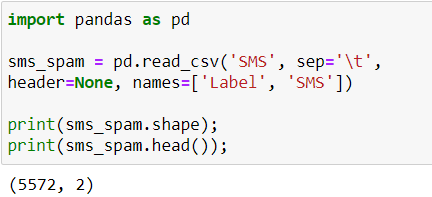 import pandas as pd
sms_spam = pd.read_csv('SMS', sep='\t',
header=None, names=['Label', 'SMS'])
print(sms_spam.shape);
print(sms_spam.head());
(5572, 2)